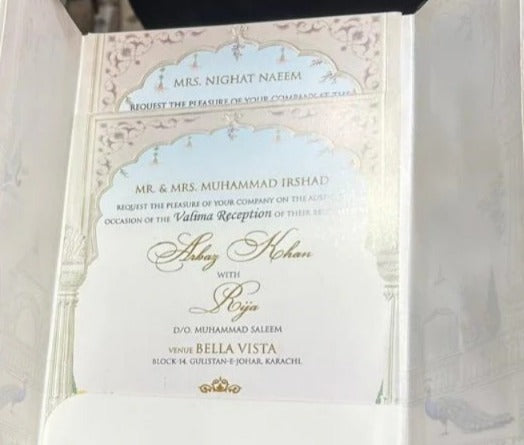 MRS. NIGHAT NAEEM
REQUEST THE PLEASURE OF YOUR COMPANY AT THE
MR. & MRS. MUHAMMAD IRSHAD
REQUEST THE PLEASURE OF YOUR COMPANY ON THE
OCCASION OF THE Valima Reception OF THEIR
Arbaz Khan
WITH
Rija
D/O. MUHAMMAD SALEEM
VENUE BELLA VISTA
BLOCK-14, GULISTAN-E-JOHAR, KARACHI.